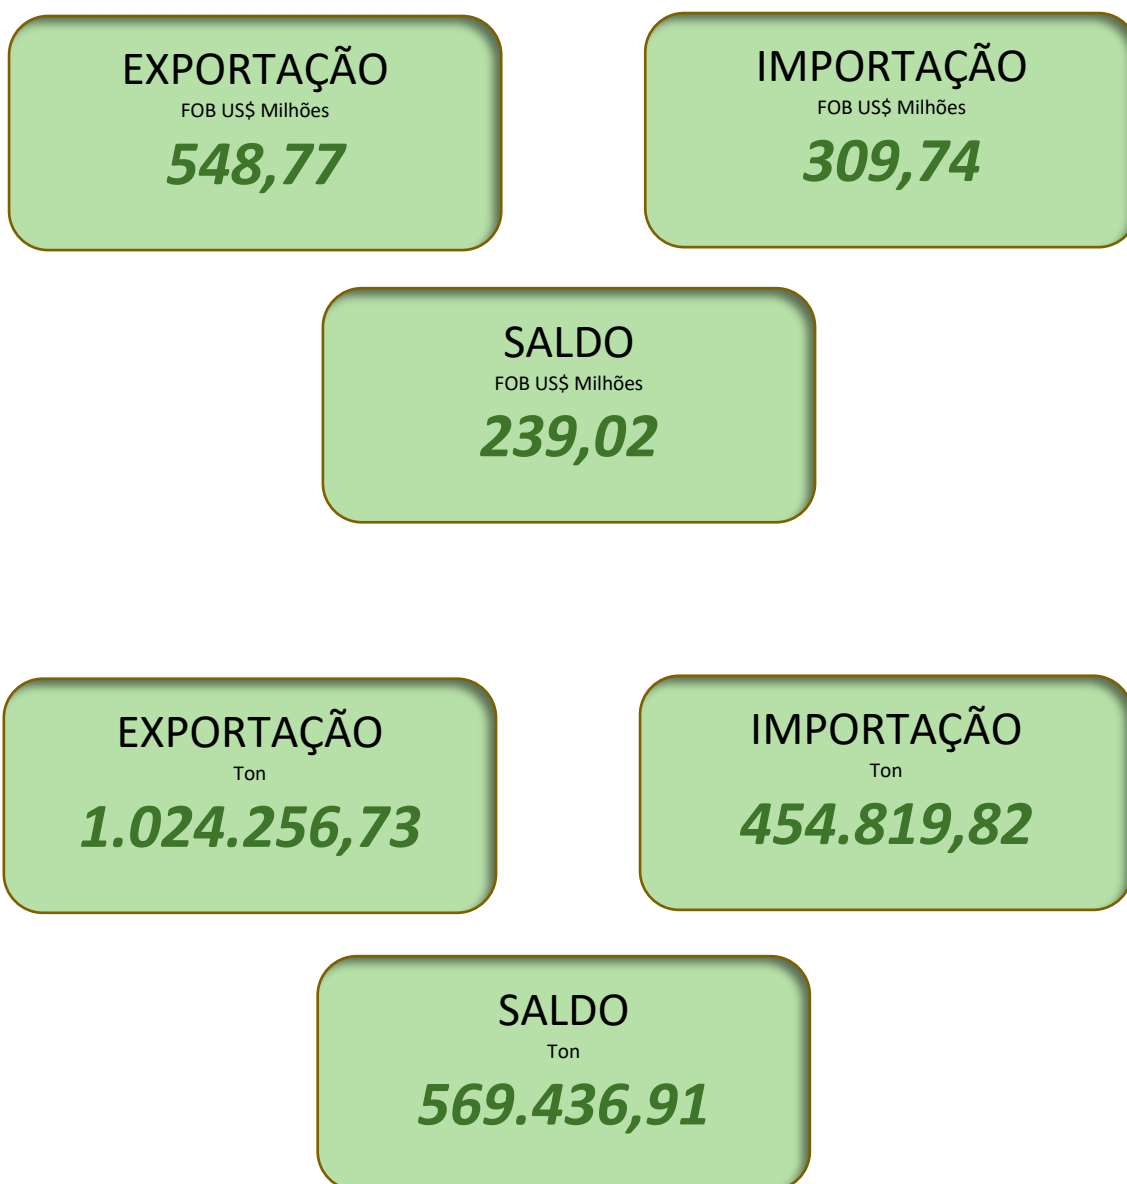 EXPORTAÇÃO
FOB US$ Milhões
548,77
IMPORTAÇÃO
FOB US$ Milhões
309,74
SALDO
FOB US$ Milhões
239,02
EXPORTAÇÃO
Ton
1.024.256,73
IMPORTAÇÃO
Ton
454.819,82
SALDO
Ton
569.436,91